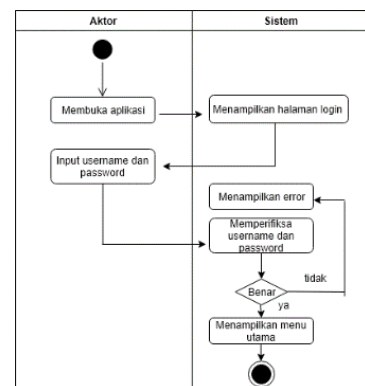 Aktor
Sistem
Membuka aplikasi
Menampilkan halaman login
Input username dan
password
Menampilkan error
Memperifiksa
username dan
password
tidak
Benar
ya
Menampilkan menu
utama